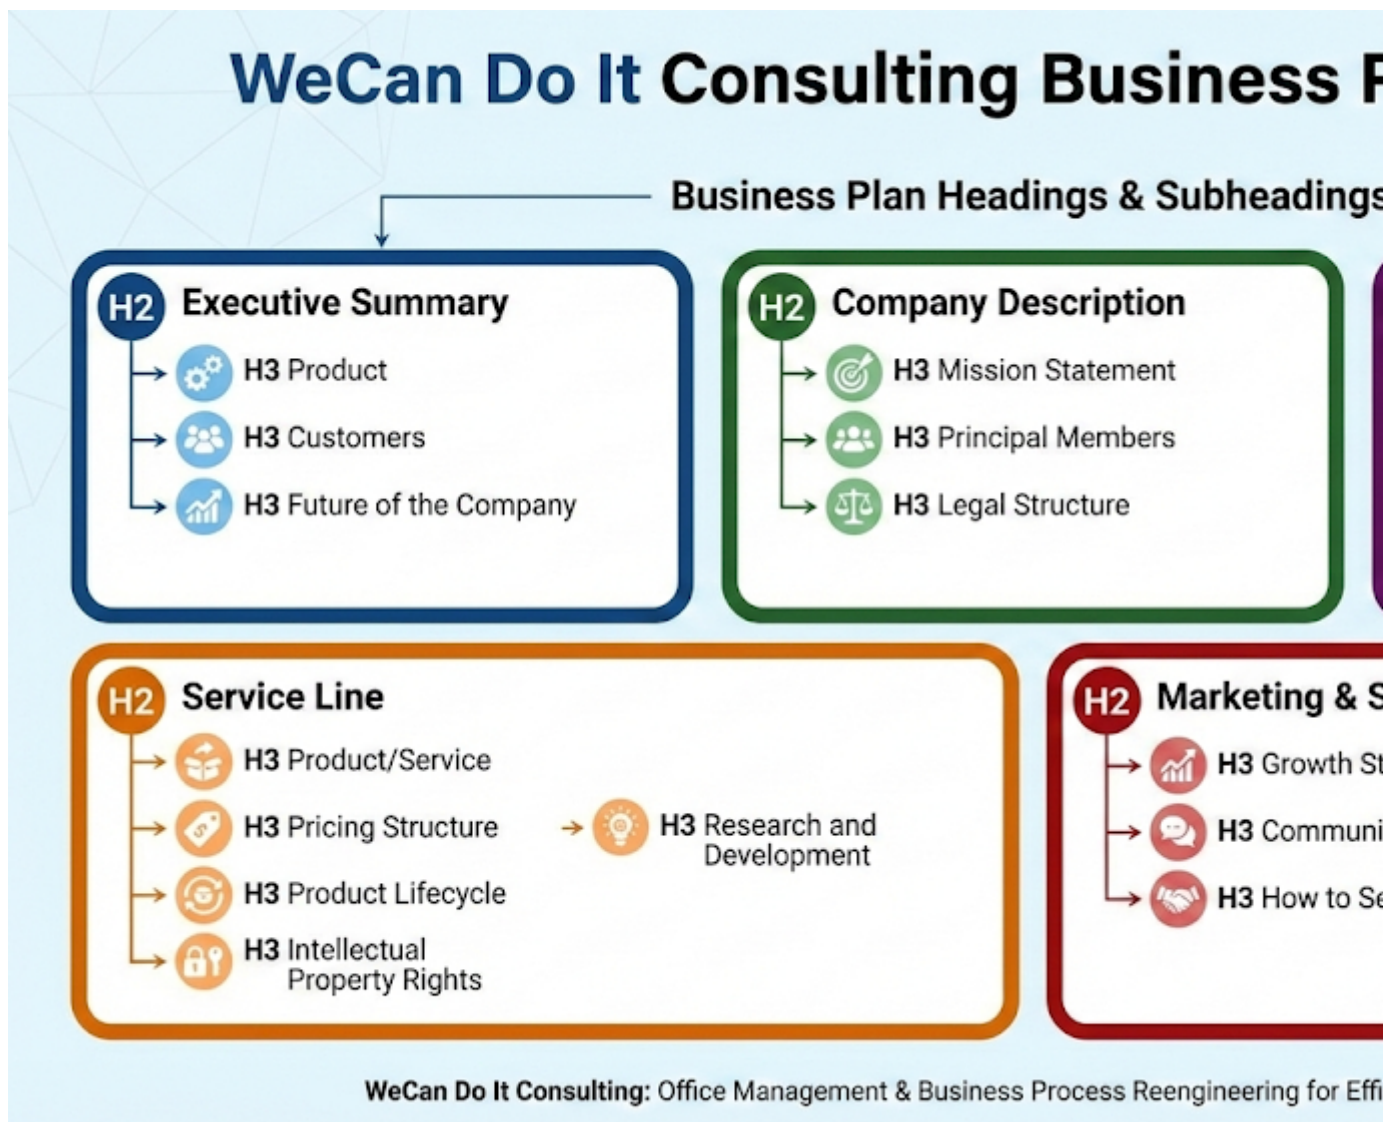 WeCan Do It Consulting Business
Business Plan Headings & Subheadings
H2 Executive Summary
H3 Product
H3 Customers
H3 Future of the Company
H2 Company Description
H3 Mission Statement
H3 Principal Members
H3 Legal Structure
H2 Service Line
H3 Product/Service
H3 Pricing Structure
H3 Product Lifecycle
H3 Intellectual
Property Rights
H3 Research and
Development
H2 Marketing &
H3 Growth
H3
H3 How to
WeCan Do It Consulting: Office Management & Business Process Reengineering for